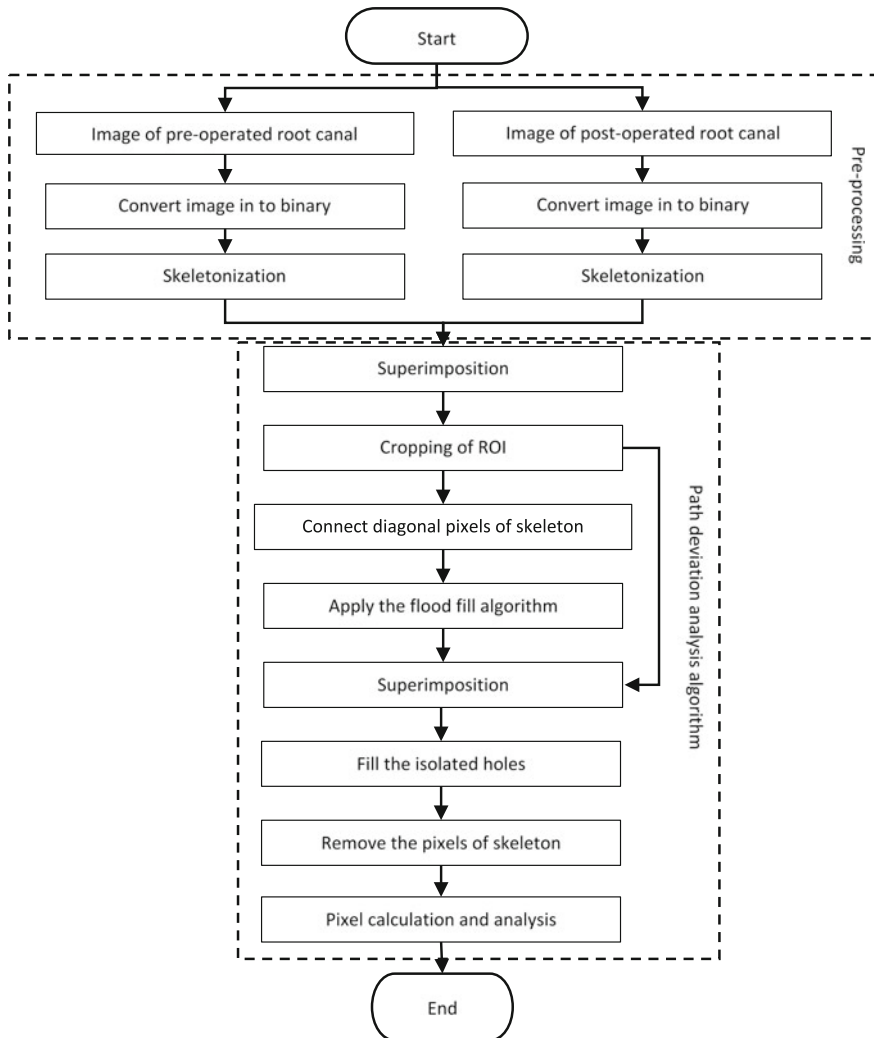 Start
Image of pre-operated root canal
Image of post-operated root canal
Convert image in to binary
Convert image in to binary
Skeletonization
Skeletonization
Pre-processing
Superimposition
Cropping of ROI
Connect diagonal pixels of skeleton
Apply the flood fill algorithm
Superimposition
Fill the isolated holes
Remove the pixels of skeleton
Pixel calculation and analysis
Path deviation analysis algorithm
End